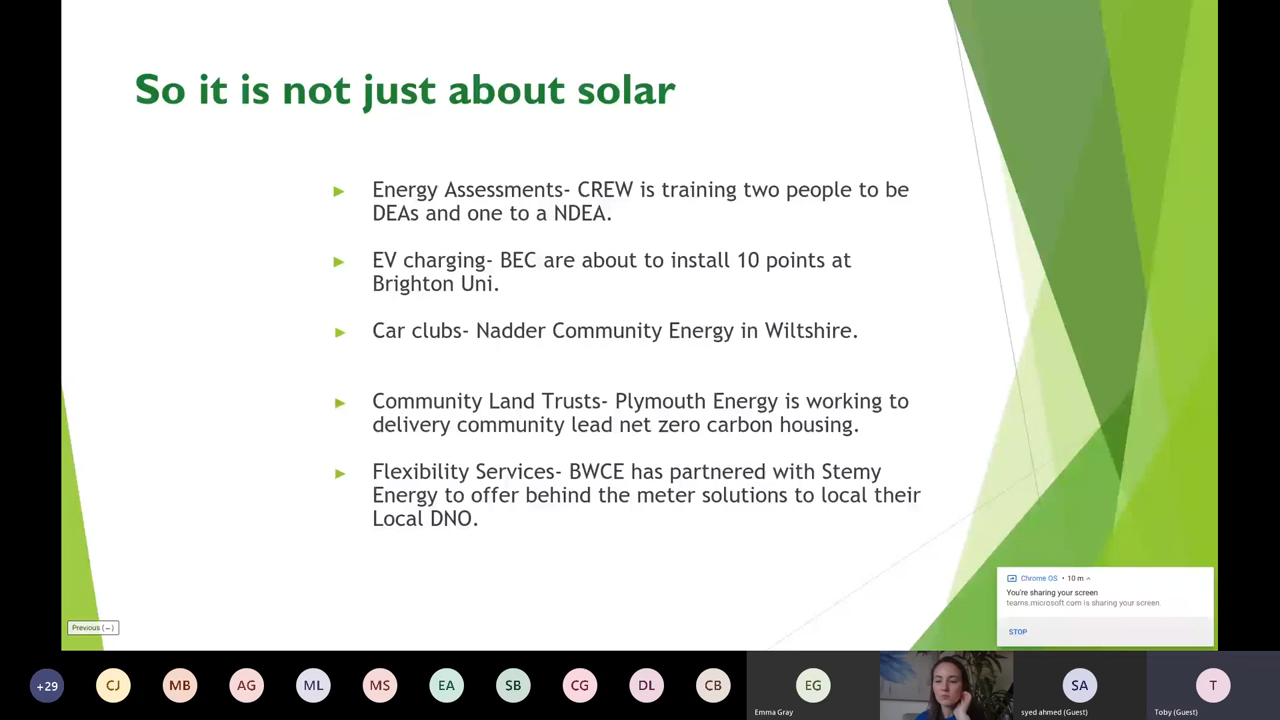 So it is not just about solar
Energy Assessments- CREW is training two people to be
DEAs and one to a NDEA.
EV charging- BEC are about to install 10 points at
Brighton Uni.
Car clubs- Nadder Community Energy in Wiltshire.
Community Land Trusts- Plymouth Energy is working to
delivery community lead net zero carbon housing.
Flexibility Services- BWCE has partnered with Stemy
Energy to offer behind the meter solutions to local their
Local DNO.
Chrome OS • 10 m
You're sharing your screen
teams.microsoft.com is sharing your screen.
STOP
Previous (←)
+29 CJ MB AG ML MS EA SB CG DL CB EG SA T
Emma Gray syed ahmed (Guest) Toby (Guest)